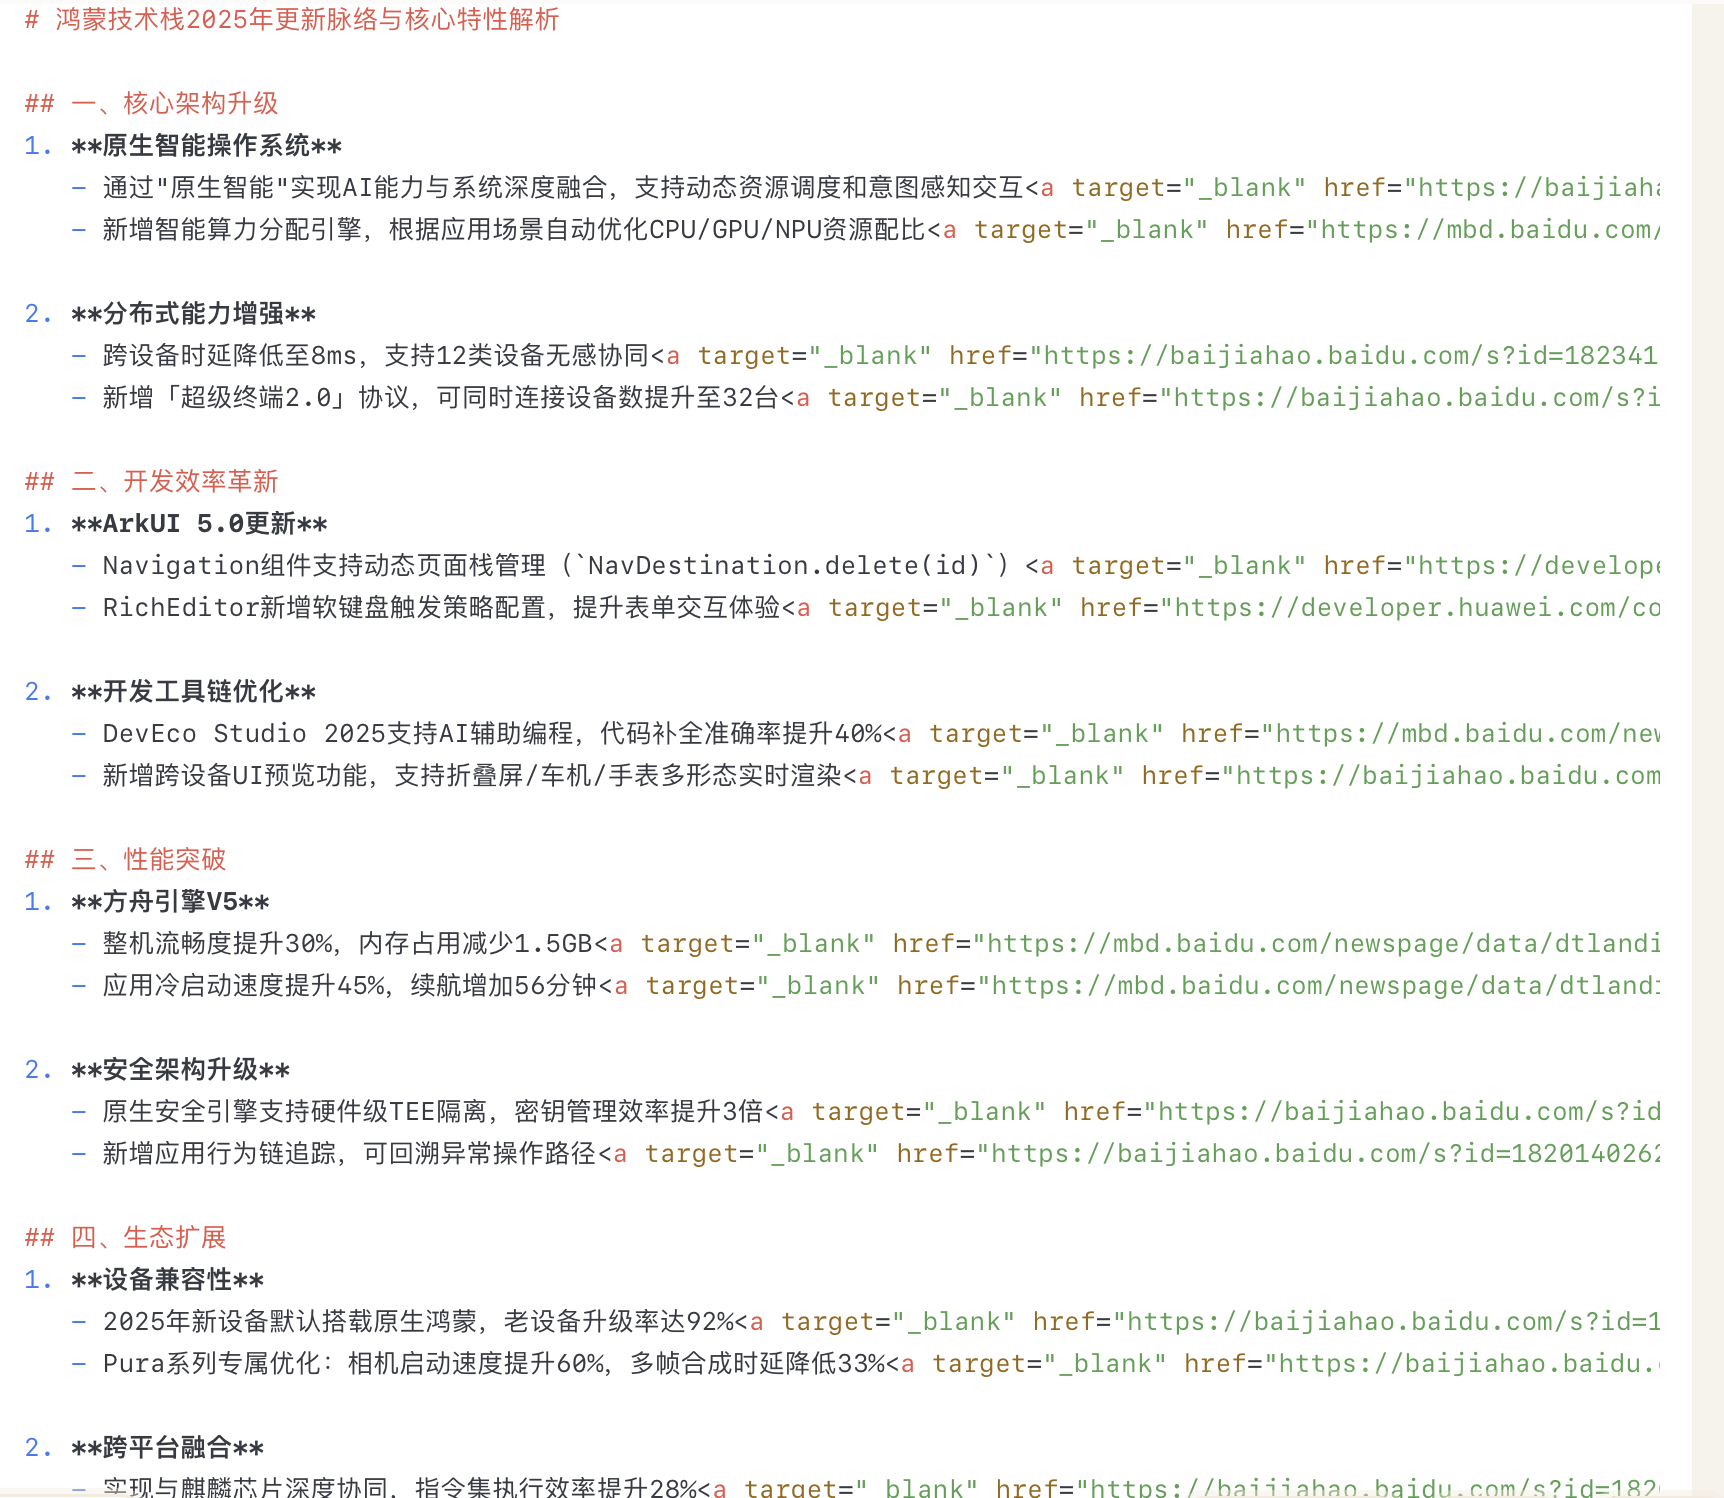 # 鸿蒙技术栈2025年更新脉络与核心特性解析
## 一、核心架构升级
1. **原生智能操作系统**
– 通过"原生智能"实现AI能力与系统深度融合，支持动态资源调度和意图感知交互<a target="_blank" href="https://baijiaha
– 新增智能算力分配引擎，根据应用场景自动优化CPU/GPU/NPU资源配比<a target="_blank" href="https://mbd.baidu.com/
2. **分布式能力增强**
– 跨设备时延降低至8ms，支持12类设备无感协同<a target="_blank" href="https://baijiahao.baidu.com/s?id=182341
– 新增「超级终端2.0」协议，可同时连接设备数提升至32台<a target="_blank" href="https://baijiahao.baidu.com/s?i
## 二、开发效率革新
1. **ArkUI 5.0更新**
– Navigation组件支持动态页面栈管理（`NavDestination.delete(id)`）<a target="_blank" href="https://develope
– RichEditor新增软键盘触发策略配置，提升表单交互体验<a target="_blank" href="https://developer.huawei.com/co
2. **开发工具链优化**
– DevEco Studio 2025支持AI辅助编程，代码补全准确率提升40%<a target="_blank" href="https://mbd.baidu.com/new
– 新增跨设备UI预览功能，支持折叠屏/车机/手表多形态实时渲染<a target="_blank" href="https://baijiahao.baidu.com
## 三、性能突破
1. **方舟引擎V5**
– 整机流畅度提升30%，内存占用减少1.5GB<a target="_blank" href="https://mbd.baidu.com/newspage/data/dtlandi
– 应用冷启动速度提升45%，续航增加56分钟<a target="_blank" href="https://mbd.baidu.com/newspage/data/dtlandi
2. **安全架构升级**
– 原生安全引擎支持硬件级TEE隔离，密钥管理效率提升3倍<a target="_blank" href="https://baijiahao.baidu.com/s?id
– 新增应用行为链追踪，可回溯异常操作路径<a target="_blank" href="https://baijiahao.baidu.com/s?id=1820140262
## 四、生态扩展
1. **设备兼容性**
– 2025年新设备默认搭载原生鸿蒙，老设备升级率达92%<a target="_blank" href="https://baijiahao.baidu.com/s?id=1
– Pura系列专属优化：相机启动速度提升60%，多帧合成时延降低33%<a target="_blank" href="https://baijiahao.baidu.
2. **跨平台融合**
– 实现与麒麟芯片深度协同，指令集执行效率提升28%<a target="_blank" href="https://baijiahao.baidu.com/s?id=182